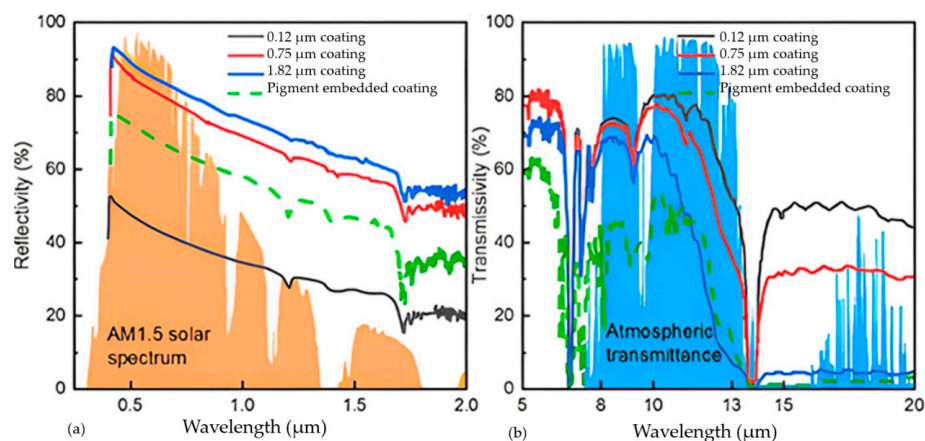 100
80
60
40
20
0
Reflectivity (%)
0.12 µm coating
0.75 µm coating
1.82 µm coating
Pigment embedded coating
AM1.5 solar
spectrum
0.5
1.0
1.5
2.0
(a)
Wavelength (µm)
100
80
60
40
20
0
Transmissivity (%)
0.12 µm coating
0.75 µm coating
1.82 µm coating
Pigment embedded coating
Atmospheric
transmittance
5
8
10
13
15
20
(b)
Wavelength (µm)